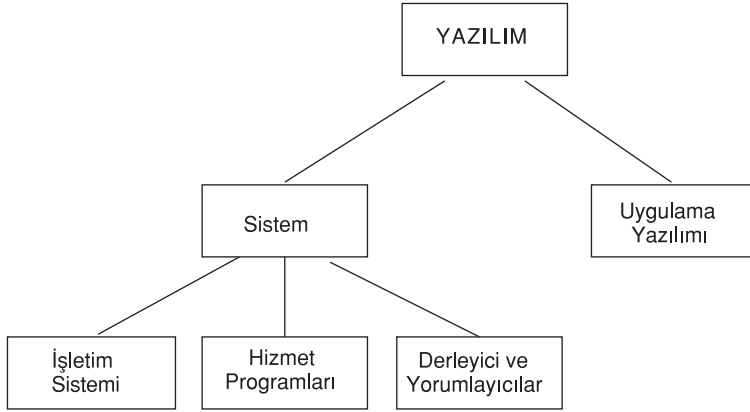 YAZILIM
Sistem
Uygulama
Yazılımı
İşletim
Sistemi
Hizmet
Programları
Derleyici ve
Yorumlayıcılar